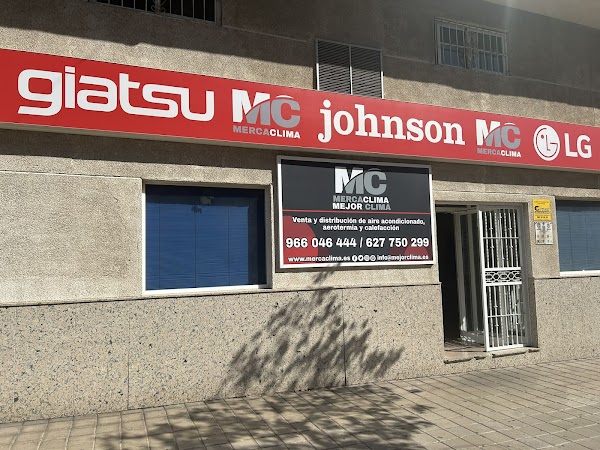 giatsu
MC
MERCACLIMA
johnson
MC
MERCACLIMA
LG
MC
MERCACLIMA
MEJOR CLIMA
Venta y distribución de aire acondicionado,
aerotermia y calefacción
966 046 444 / 627 750 299
www.mercaclima.es info@mejorclima.es